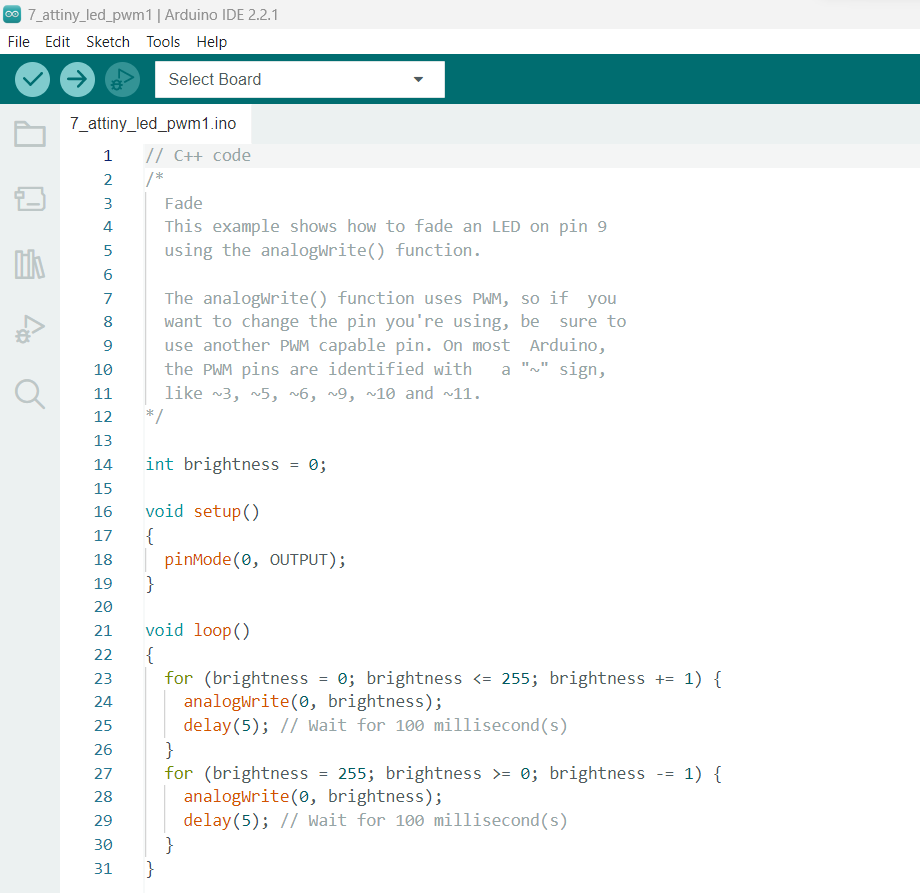 7_attiny_led_pwm1 | Arduino IDE 2.2.1
File Edit Sketch Tools Help
Select Board
7_attiny_led_pwm1.ino
1 // C++ code
2 /*
3   Fade
4   This example shows how to fade an LED on pin 9
5   using the analogWrite() function.
6
7   The analogWrite() function uses PWM, so if  you
8   want to change the pin you're using, be  sure to
9   use another PWM capable pin. On most  Arduino,
10   the PWM pins are identified with   a "~" sign,
11   like ~3, ~5, ~6, ~9, ~10 and ~11.
12 */
13
14 int brightness = 0;
15
16 void setup()
17 {
18   pinMode(0, OUTPUT);
19 }
20
21 void loop()
22 {
23   for (brightness = 0; brightness <= 255; brightness += 1) {
24     analogWrite(0, brightness);
25     delay(5); // Wait for 100 millisecond(s)
26   }
27   for (brightness = 255; brightness >= 0; brightness -= 1) {
28     analogWrite(0, brightness);
29     delay(5); // Wait for 100 millisecond(s)
30   }
31 }